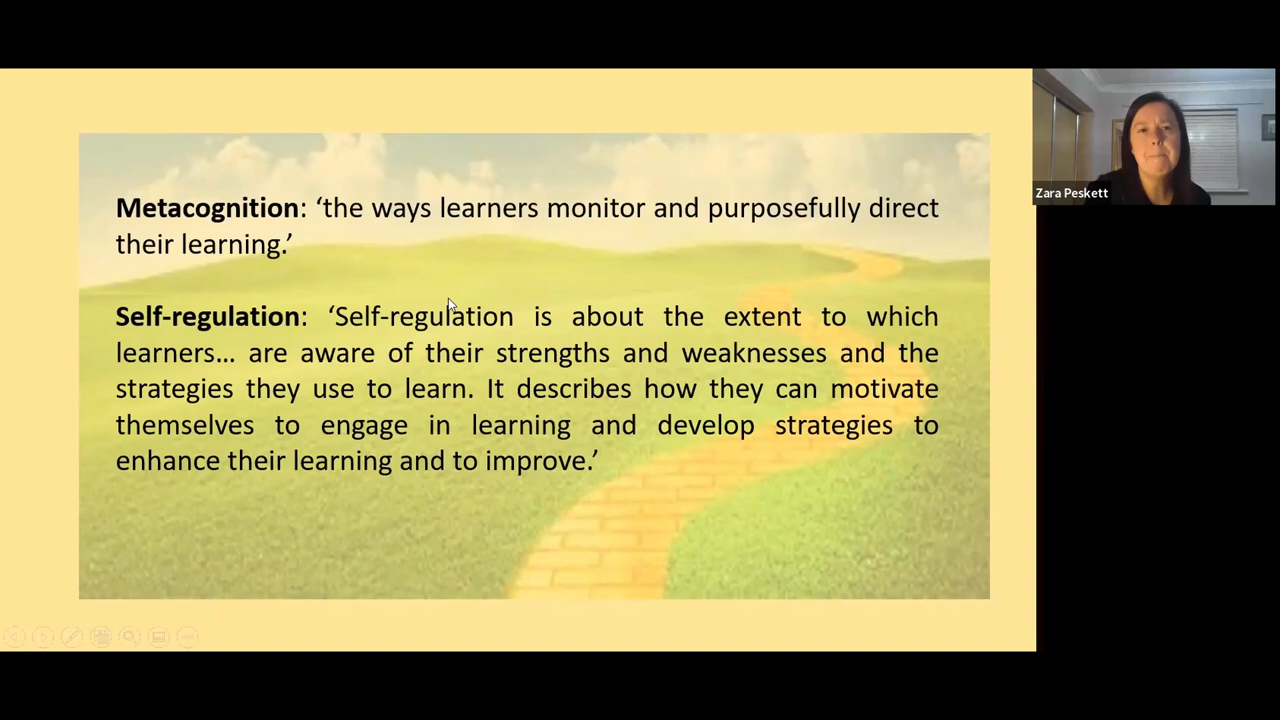 Metacognition: ‘the ways learners monitor and purposefully direct
their learning.’
Self-regulation: ‘Self-regulation is about the extent to which
learners… are aware of their strengths and weaknesses and the
strategies they use to learn. It describes how they can motivate
themselves to engage in learning and develop strategies to
enhance their learning and to improve.’
Zara Peskett